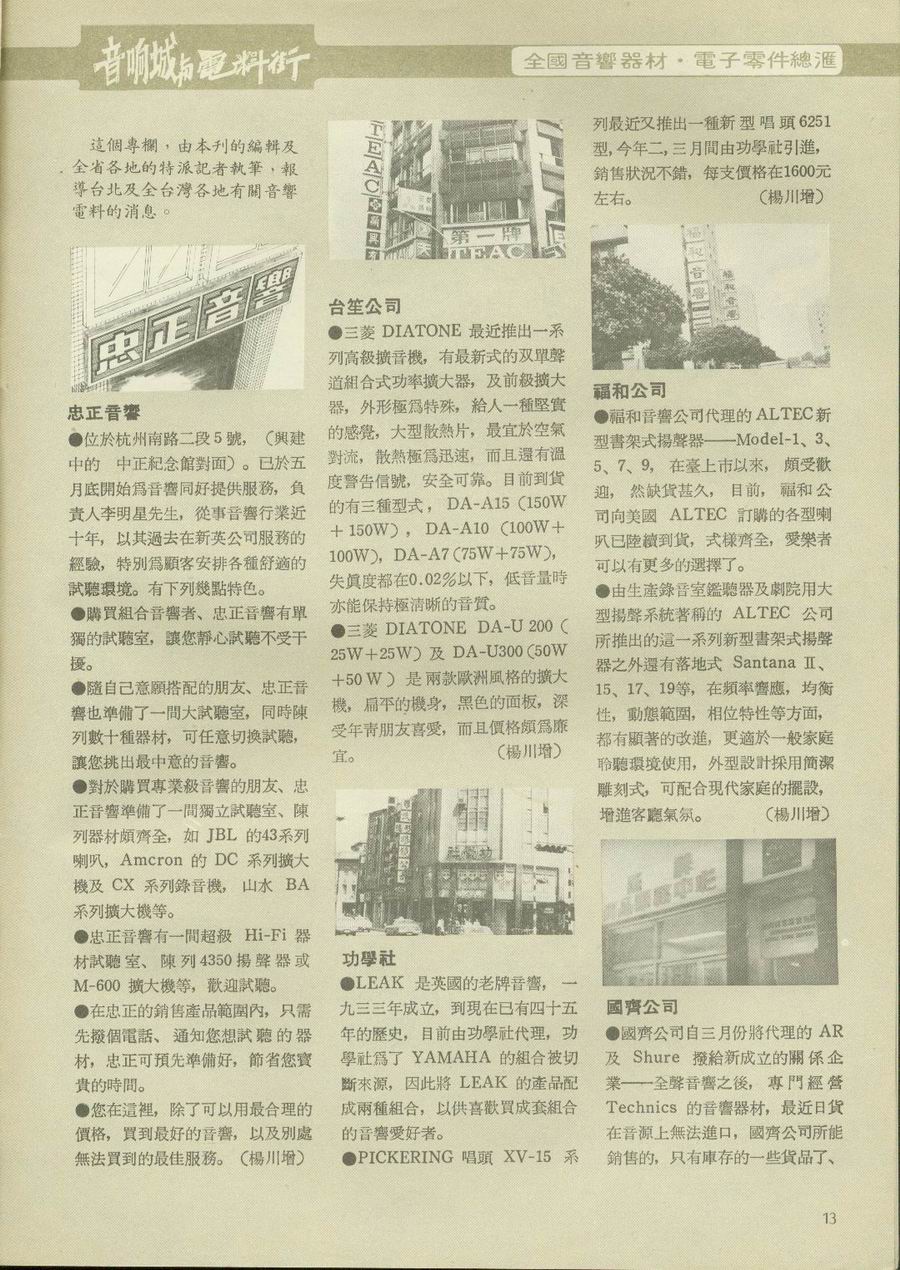 音响城與電料街
全國音響器材・電子零件總滙
這個專欄，由本刊的編輯及
全省各地的特派記者執筆，報
導台北及全台灣各地有關音響
電料的消息。
忠正音響
忠正音響
●位於杭州南路二段5號，（興建
中的 中正紀念館對面）。已於五
月底開始爲音響同好提供服務，負
責人李明星先生，從事音響行業近
十年，以其過去在新英公司服務的
經驗，特別爲顧客安排各種舒適的
試聽環境。有下列幾點特色。
●購買組合音響者、忠正音響有單
獨的試聽室，讓您靜心試聽不受干
擾。
●隨自己意願搭配的朋友、忠正音
響也準備了一間大試聽室，同時陳
列數十種器材，可任意切換試聽，
讓您挑出最中意的音響。
●對於購買專業級音響的朋友、忠
正音響準備了一間獨立試聽室、陳
列器材頗齊全，如 JBL 的43系列
喇叭，Amcron 的 DC 系列擴大
機及 CX 系列錄音機，山水 BA
系列擴大機等。
●忠正音響有一間超級 Hi-Fi 器
材試聽室、陳列4350揚聲器或
M-600 擴大機等，歡迎試聽。
●在忠正的銷售產品範圍內，只需
先撥個電話、通知您想試聽的器
材，忠正可預先準備好，節省您寶
貴的時間。
●您在這裡，除了可以用最合理的
價格，買到最好的音響，以及別處
無法買到的最佳服務。（楊川增）
TEAC
第一牌
TEAC
台笙公司
●三菱 DIATONE 最近推出一系
列高級擴音機，有最新式的双單聲
道組合式功率擴大器，及前級擴大
器，外形極爲特殊，給人一種堅實
的感覺，大型散熱片，最宜於空氣
對流，散熱極爲迅速，而且還有溫
度警告信號，安全可靠。目前到貨
的有三種型式，DA-A15（150W
＋150W），DA-A10（100W＋
100W），DA-A7（75W＋75W），
失眞度都在0.02％以下，低音量時
亦能保持極淸晰的音質。
●三菱 DIATONE DA-U 200（
25W＋25W）及 DA-U300（50W
＋50W）是兩款歐洲風格的擴大
機，扁平的機身，黑色的面板，深
受年靑朋友喜愛，而且價格頗爲廉
宜。（楊川增）
功學社
●LEAK 是英國的老牌音響，一
九三三年成立，到現在已有四十五
年的歷史，目前由功學社代理，功
學社爲了 YAMAHA 的組合被切
斷來源，因此將 LEAK 的產品配
成兩種組合，以供喜歡買成套組合
的音響愛好者。
●PICKERING 唱頭 XV-15 系
列最近又推出一種新型唱頭6251
型，今年二，三月間由功學社引進，
銷售狀況不錯，每支價格在1600元
左右。（楊川增）
福和音響
福和音響
福和公司
●福和音響公司代理的ALTEC新
型書架式揚聲器——Model-1、3、
5、7、9，在臺上市以來，頗受歡
迎，然缺貨甚久，目前，福和公
司向美國 ALTEC 訂購的各型喇
叭已陸續到貨，式樣齊全，愛樂者
可以有更多的選擇了。
●由生產錄音室鑑聽器及劇院用大
型揚聲系統著稱的 ALTEC 公司
所推出的這一系列新型書架式揚聲
器之外還有落地式 Santana Ⅱ、
15、17、19等，在頻率響應，均衡
性，動態範圍，相位特性等方面，
都有顯著的改進，更適於一般家庭
聆聽環境使用，外型設計採用簡潔
雕刻式，可配合現代家庭的擺設，
增進客廳氣氛。（楊川增）
國齊公司
●國齊公司自三月份將代理的 AR
及 Shure 撥給新成立的關係企
業——全聲音響之後，專門經營
Technics 的音響器材，最近日貨
在音源上無法進口，國齊公司所能
銷售的，只有庫存的一些貨品了、
13